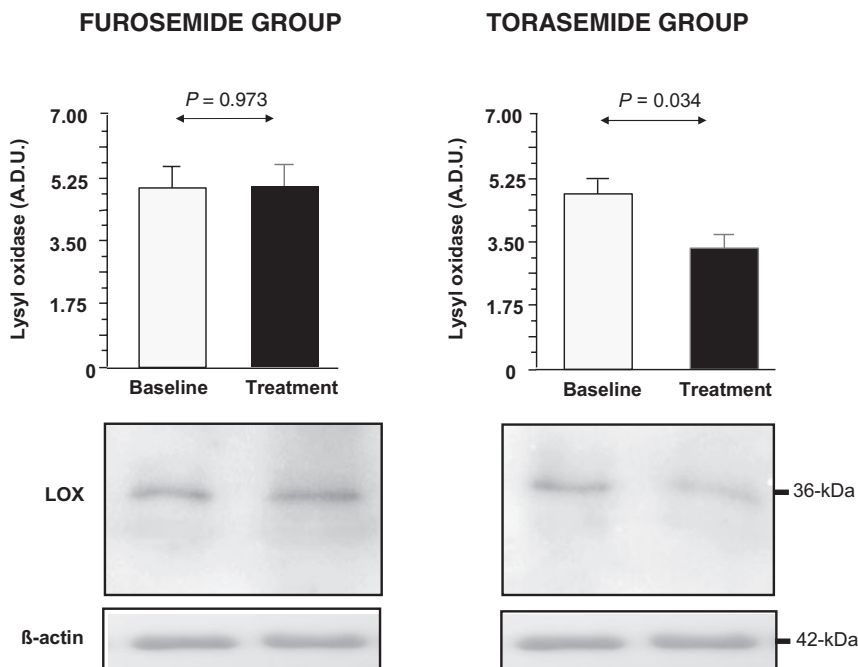 FUROSEMIDE GROUP
TORASEMIDE GROUP
P = 0.973
7.00
5.25
3.50
1.75
0
Lysyl oxidase (A.D.U.)
Baseline Treatment
P = 0.034
7.00
5.25
3.50
1.75
0
Lysyl oxidase (A.D.U.)
Baseline Treatment
LOX
36-kDa
ß-actin
42-kDa